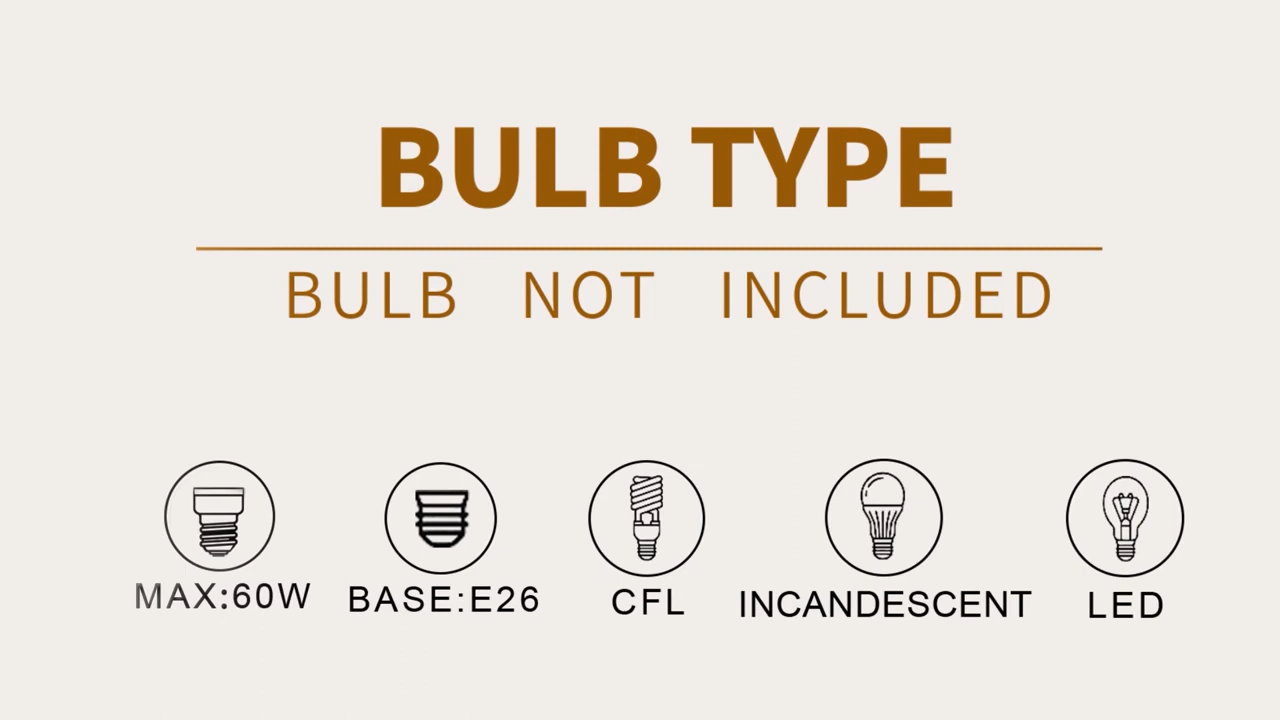 BULB TYPE
BULB NOT INCLUDED
MAX:60W
BASE:E26
CFL
INCANDESCENT
LED